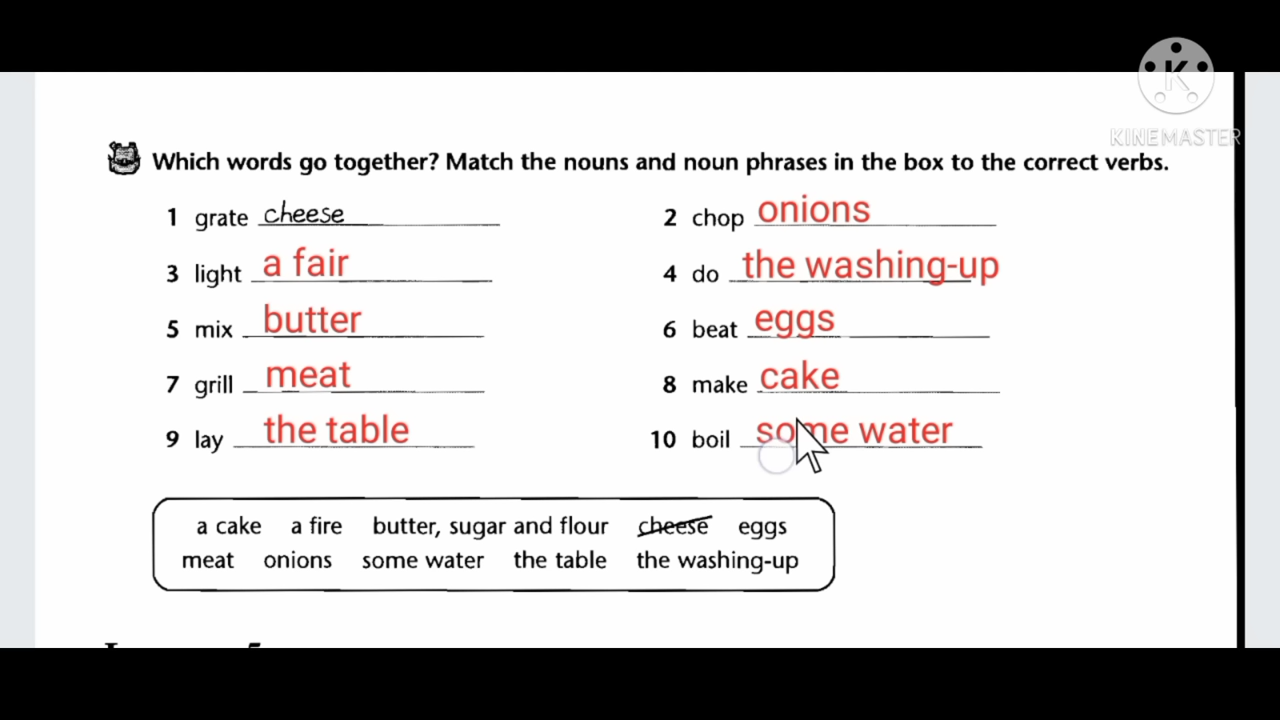 KINEMASTER
Which words go together? Match the nouns and noun phrases in the box to the correct verbs.
1 grate cheese
2 chop onions
3 light a fair
4 do the washing-up
5 mix butter
6 beat eggs
7 grill meat
8 make cake
9 lay the table
10 boil some water
a cake a fire butter, sugar and flour cheese eggs
meat onions some water the table the washing-up